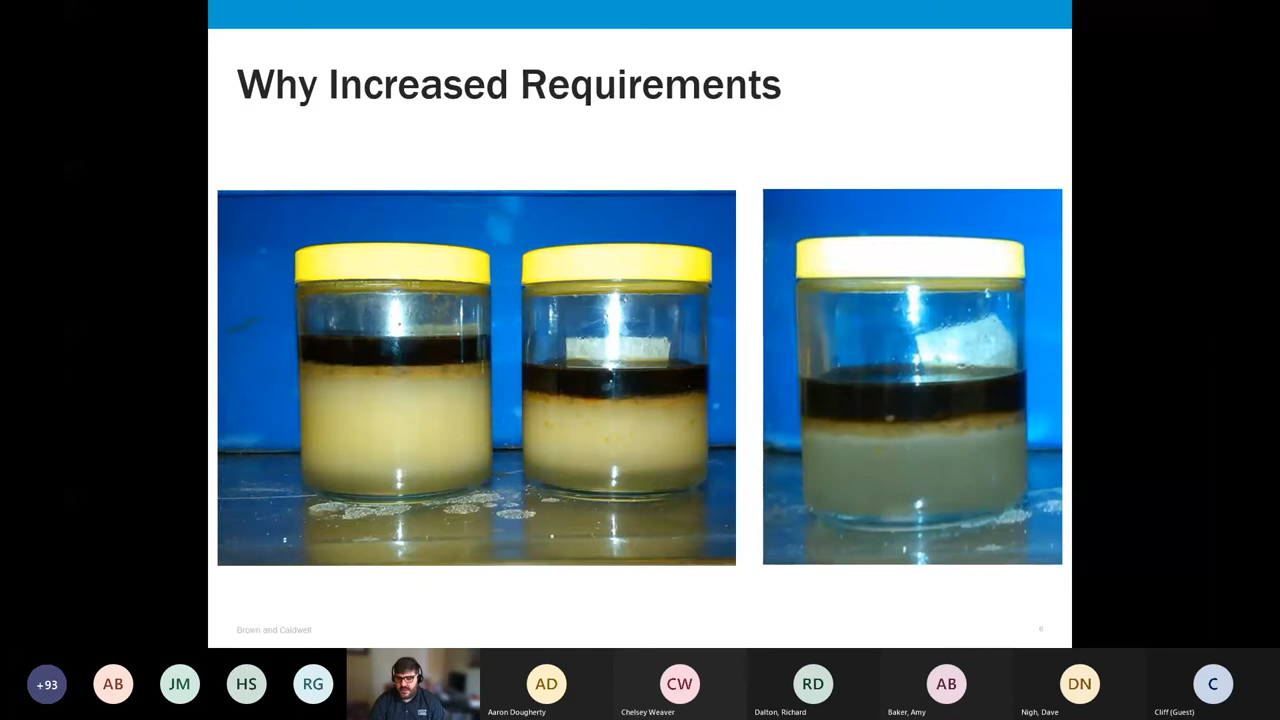 Why Increased Requirements
Brown and Caldwell
6
+93
AB
JM
HS
RG
AD
Aaron Dougherty
CW
Chelsey Weaver
RD
Dalton, Richard
AB
Baker, Amy
DN
Nigh, Dave
C
Cliff (Guest)